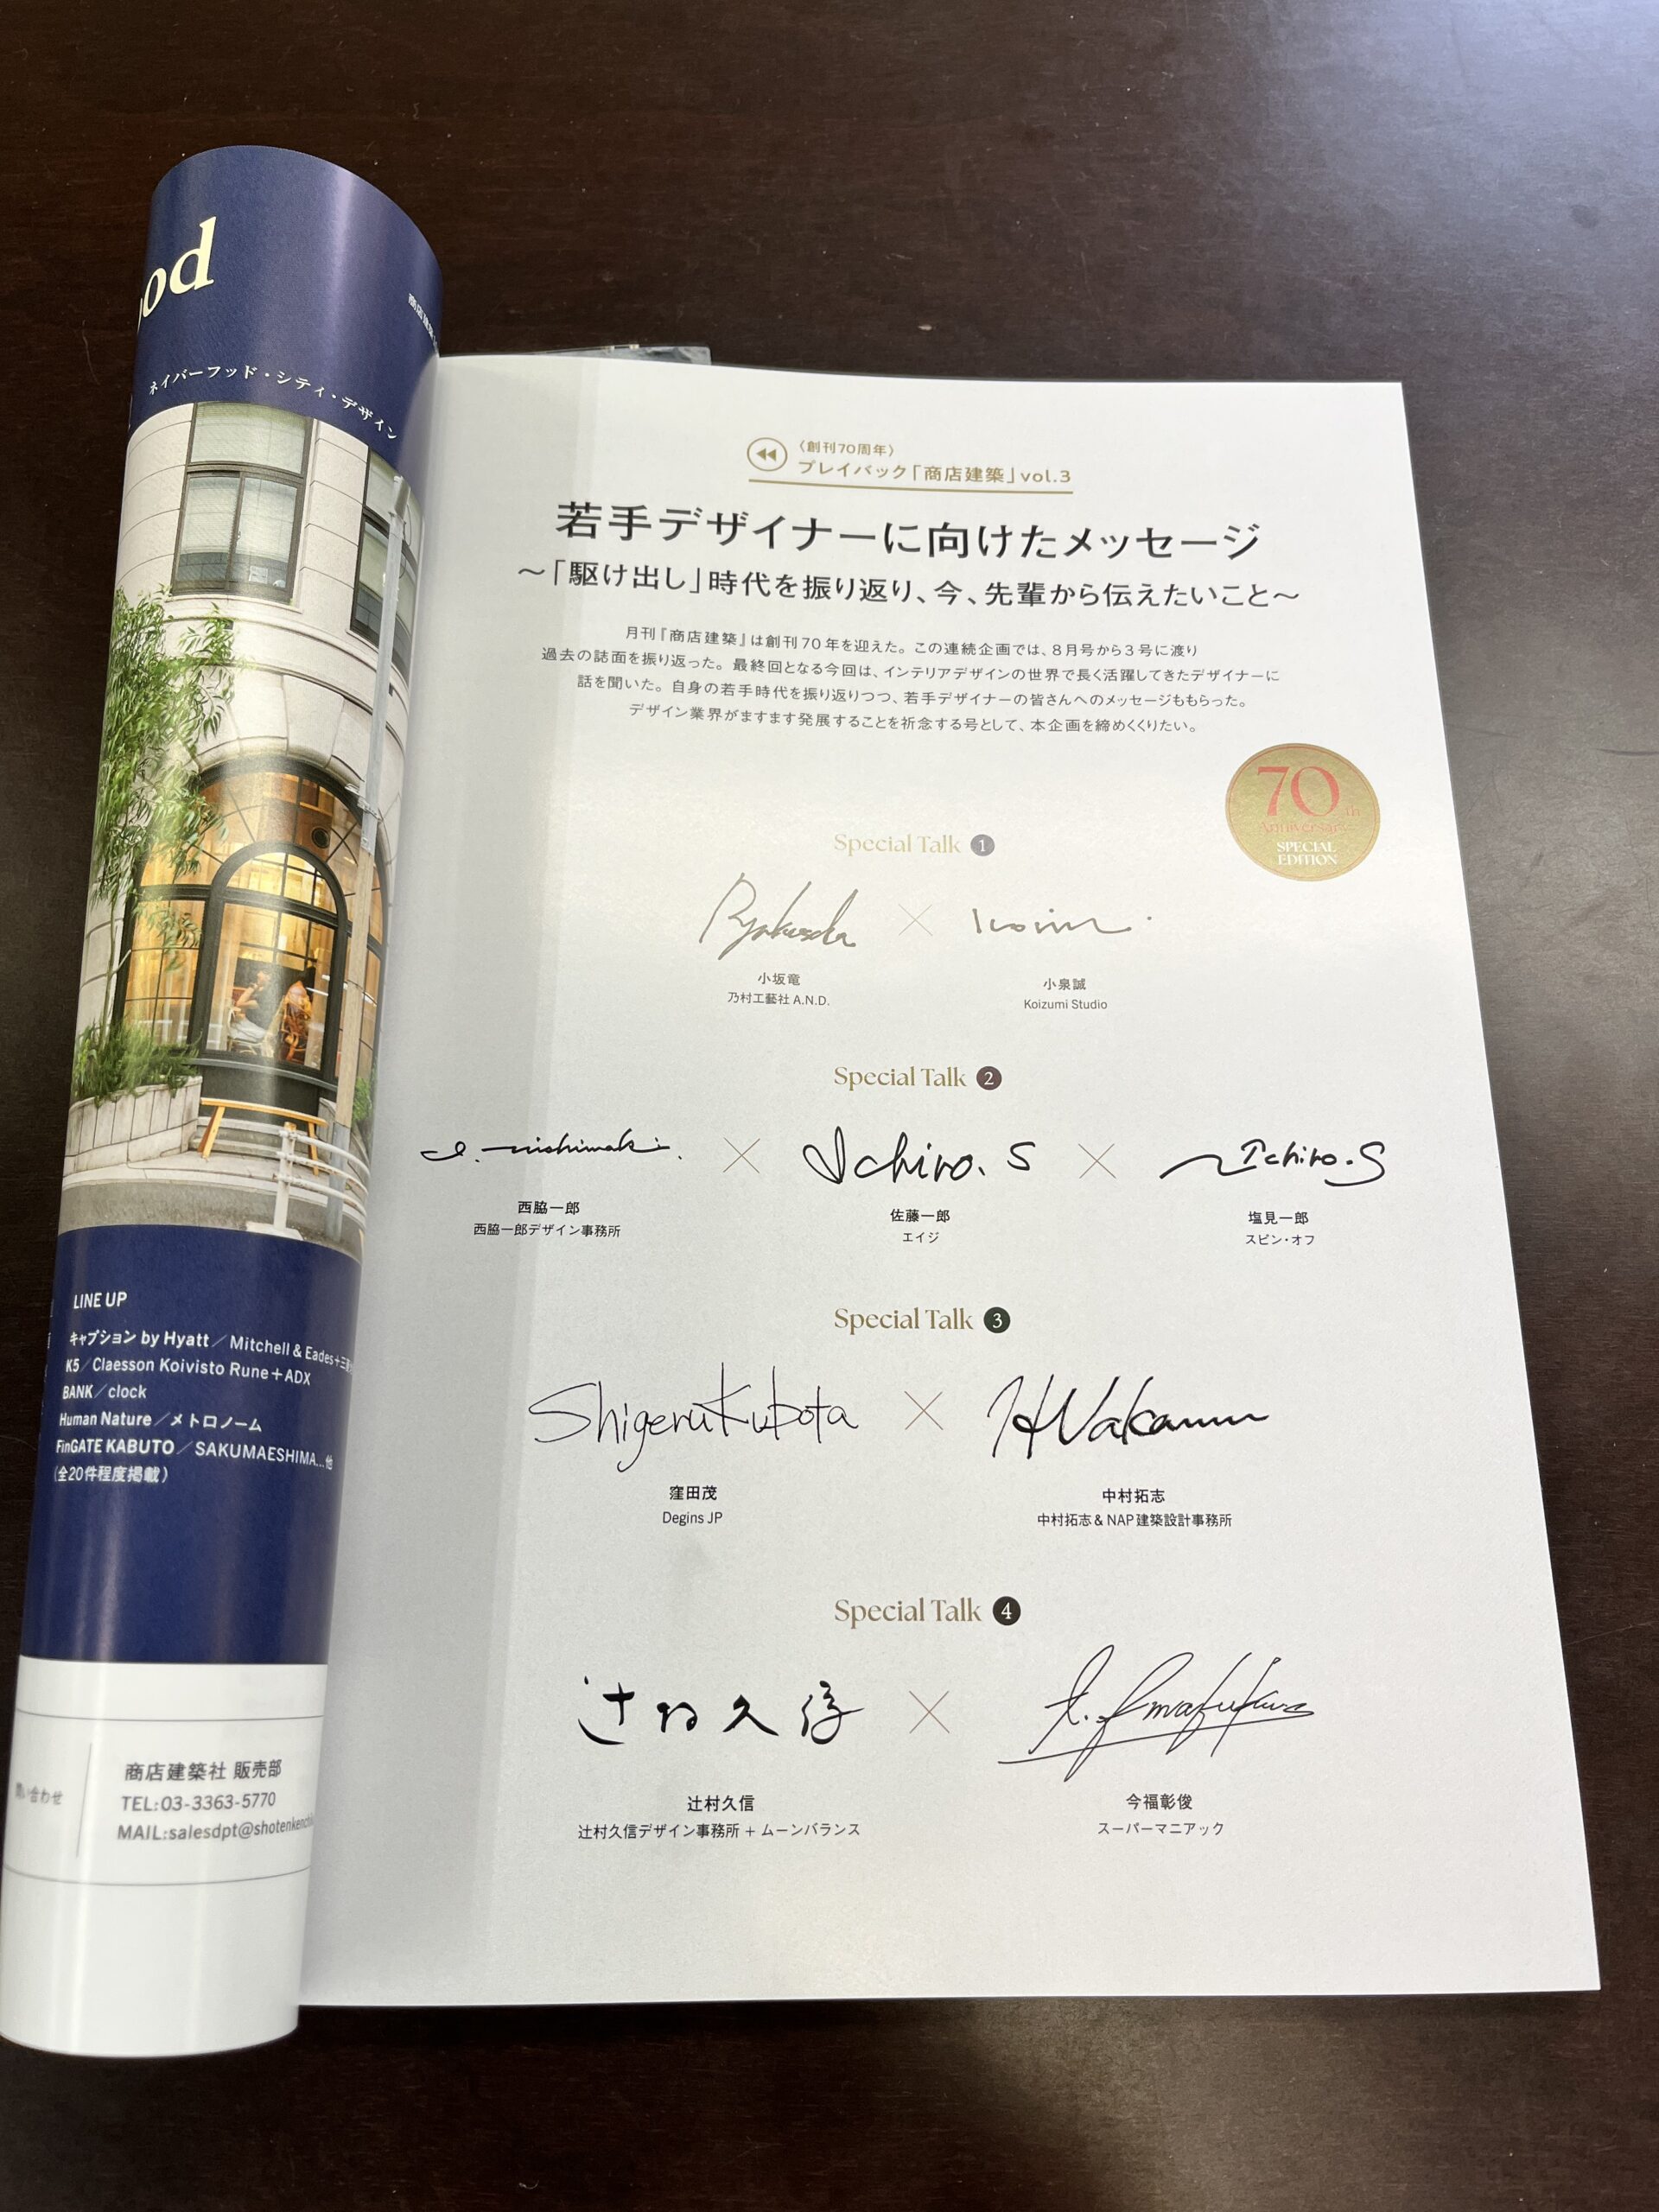 od
ネイバーフッド・シティ・デザイン
LINE UP
キャプション by Hyatt／Mitchell & Eades+三菱
K5／Claesson Koivisto Rune＋ADX
BANK／clock
Human Nature／メトロノーム
FinGATE KABUTO／SAKUMAESHIMA...他
(全20件程度掲載)
い合わせ
商店建築社 販売部
TEL:03-3363-5770
MAIL:salesdpt@shotenkench
〈創刊70周年〉
プレイバック「商店建築」vol.3
若手デザイナーに向けたメッセージ
～「駆け出し」時代を振り返り、今、先輩から伝えたいこと～
月刊『商店建築』は創刊70年を迎えた。この連続企画では、8月号から3号に渡り
過去の誌面を振り返った。最終回となる今回は、インテリアデザインの世界で長く活躍してきたデザイナーに
話を聞いた。自身の若手時代を振り返りつつ、若手デザイナーの皆さんへのメッセージももらった。
デザイン業界がますます発展することを祈念する号として、本企画を締めくくりたい。
70th
Anniversary
SPECIAL
EDITION
Special Talk 1
×
小坂竜
乃村工藝社 A.N.D.
小泉誠
Koizumi Studio
Special Talk 2
I. nishiwaki. × Ichiro. S × Ichiro. S
西脇一郎
西脇一郎デザイン事務所
佐藤一郎
エイジ
塩見一郎
スピン・オフ
Special Talk 3
Shigeru Kubota × H Nakamu
窪田茂
Degins JP
中村拓志
中村拓志 & NAP 建築設計事務所
Special Talk 4
辻村久信 ×
辻村久信
辻村久信デザイン事務所 + ムーンバランス
今福彰俊
スーパーマニアック